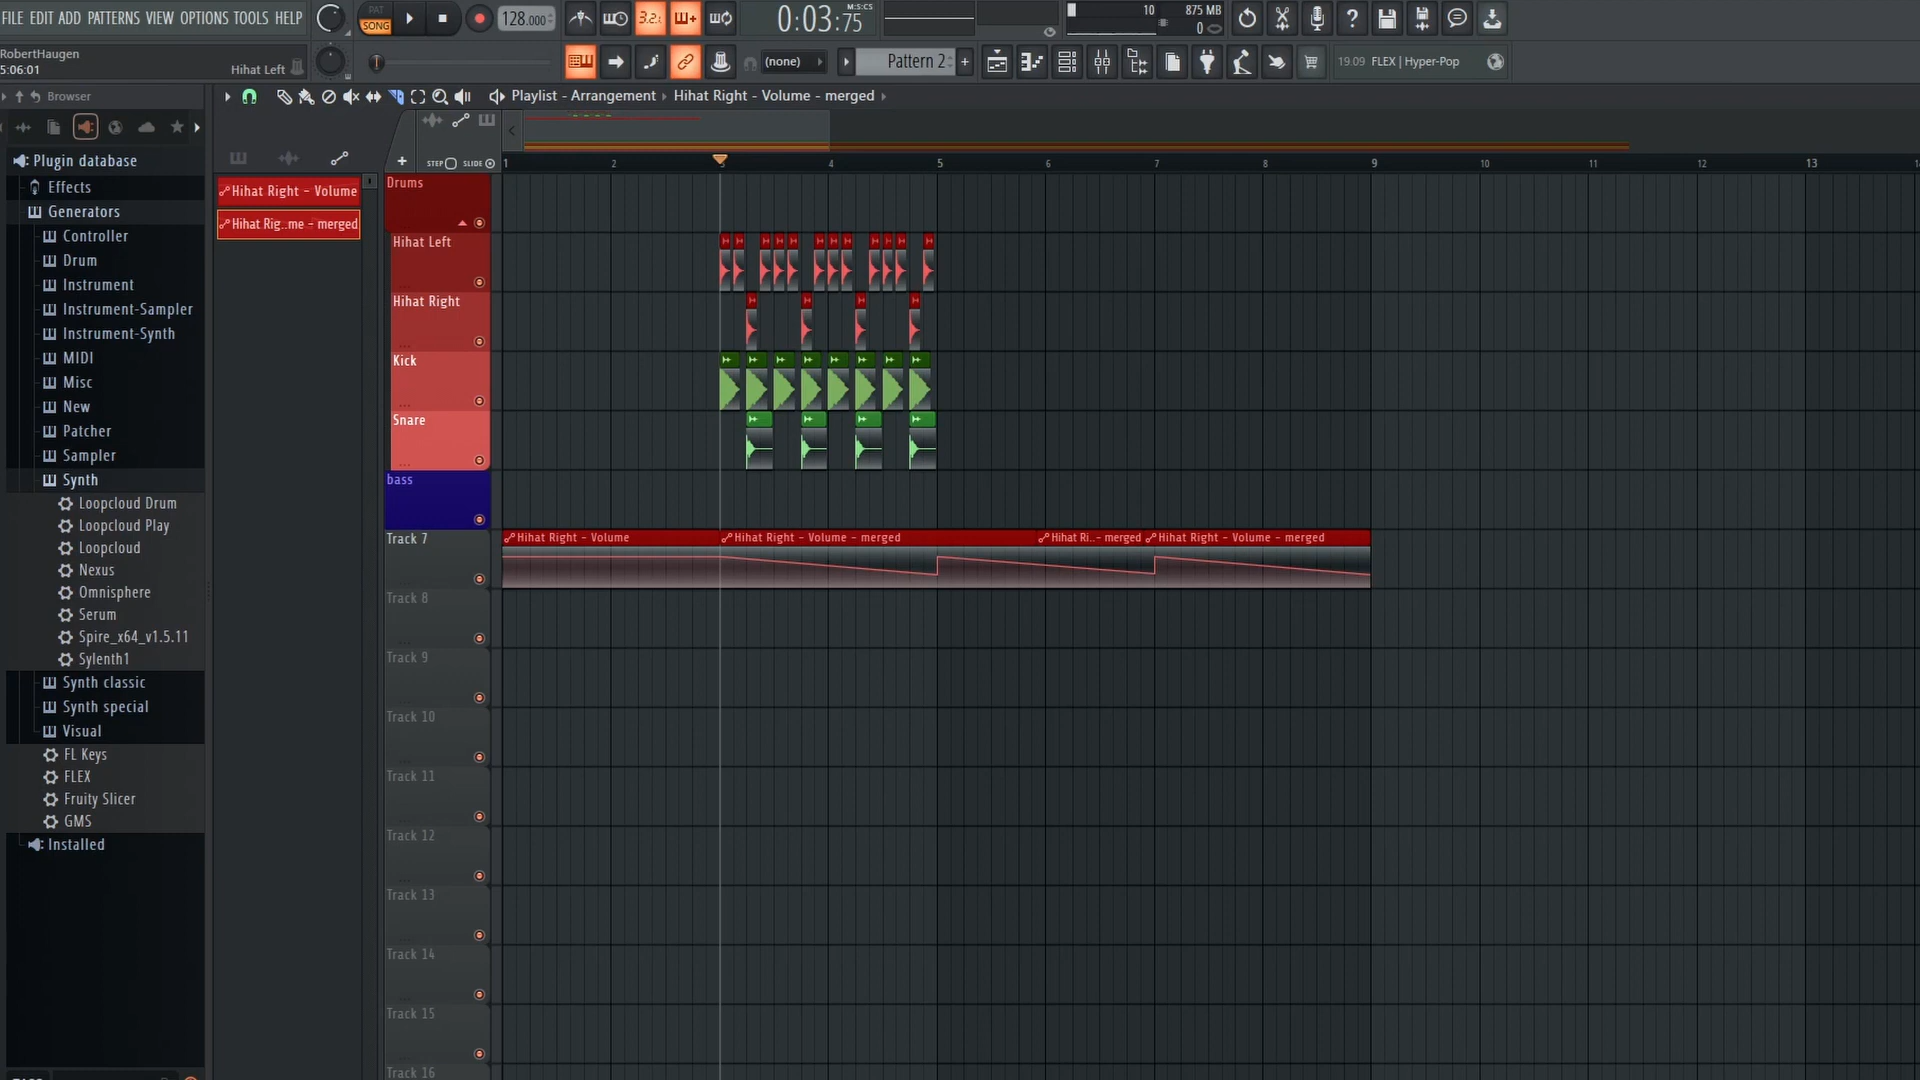 FILE EDIT ADD PATTERNS VIEW OPTIONS TOOLS HELP
PAT
SONG
128.000
3.2.
0:03:75
M:S:CS
10
875 MB
0
RobertHaugen
5:06:01
Hihat Left
(none)
Pattern 2
19.09 FLEX | Hyper-Pop
Browser
Playlist - Arrangement
Hihat Right - Volume - merged
STEP
SLIDE
1 2 3 4 5 6 7 8 9 10 11 12 13
Plugin database
Effects
Generators
Controller
Drum
Instrument
Instrument-Sampler
Instrument-Synth
MIDI
Misc
New
Patcher
Sampler
Synth
Loopcloud Drum
Loopcloud Play
Loopcloud
Nexus
Omnisphere
Serum
Spire_x64_v1.5.11
Sylenth1
Synth classic
Synth special
Visual
FL Keys
FLEX
Fruity Slicer
GMS
Installed
Hihat Right - Volume
Hihat Rig..me - merged
Drums
Hihat Left
Hihat Right
Kick
Snare
bass
Track 7
Hihat Right - Volume
Hihat Right - Volume - merged
Hihat Ri..- merged
Hihat Right - Volume - merged
Track 8
Track 9
Track 10
Track 11
Track 12
Track 13
Track 14
Track 15
Track 16